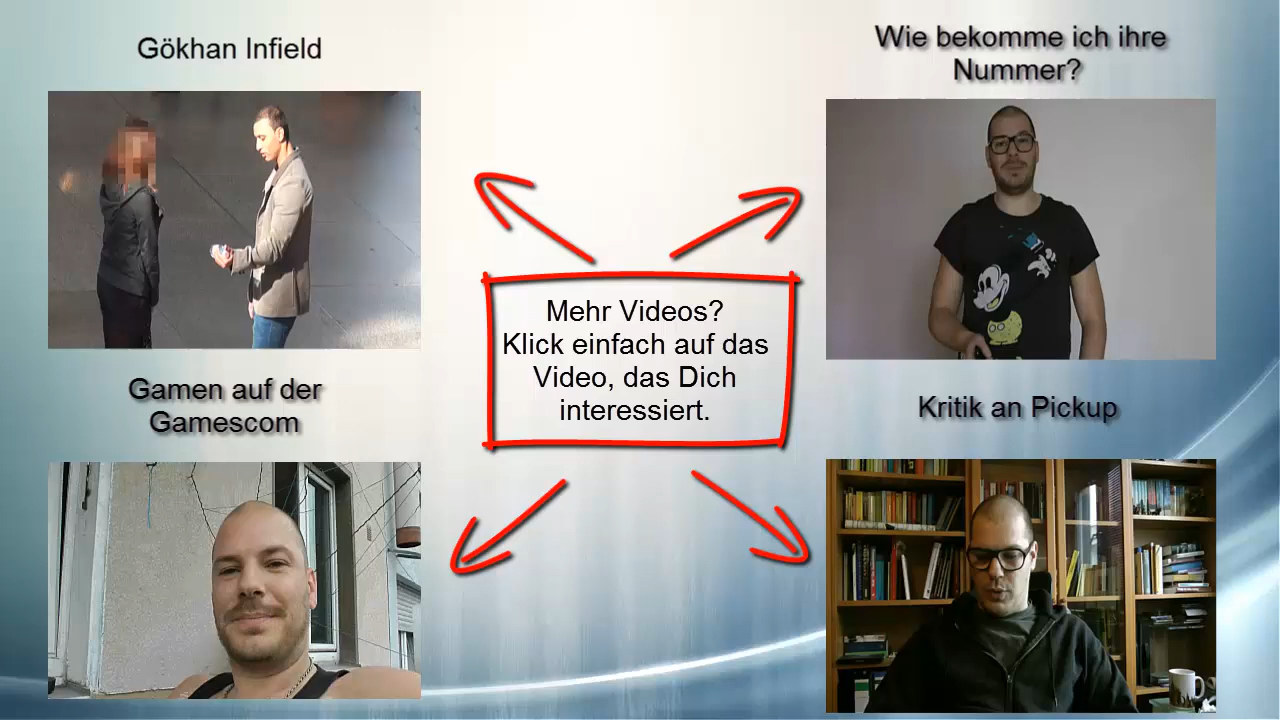 Gökhan Infield
Wie bekomme ich ihre
Nummer?
Mehr Videos?
Klick einfach auf das
Video, das Dich
interessiert.
Gamen auf der
Gamescom
Kritik an Pickup